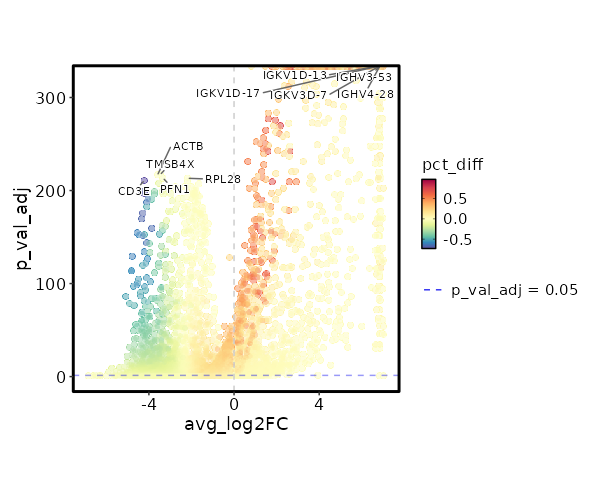 IGKV1D-13
IGHV3-53
IGKV1D-17
IGKV3D-7
IGHV4-28
ACTB
TMSB4X
CD3E
PFN1
RPL28
300
200
100
0
p_val_adj
-4
0
4
avg_log2FC
pct_diff
0.5
0.0
-0.5
p_val_adj = 0.05